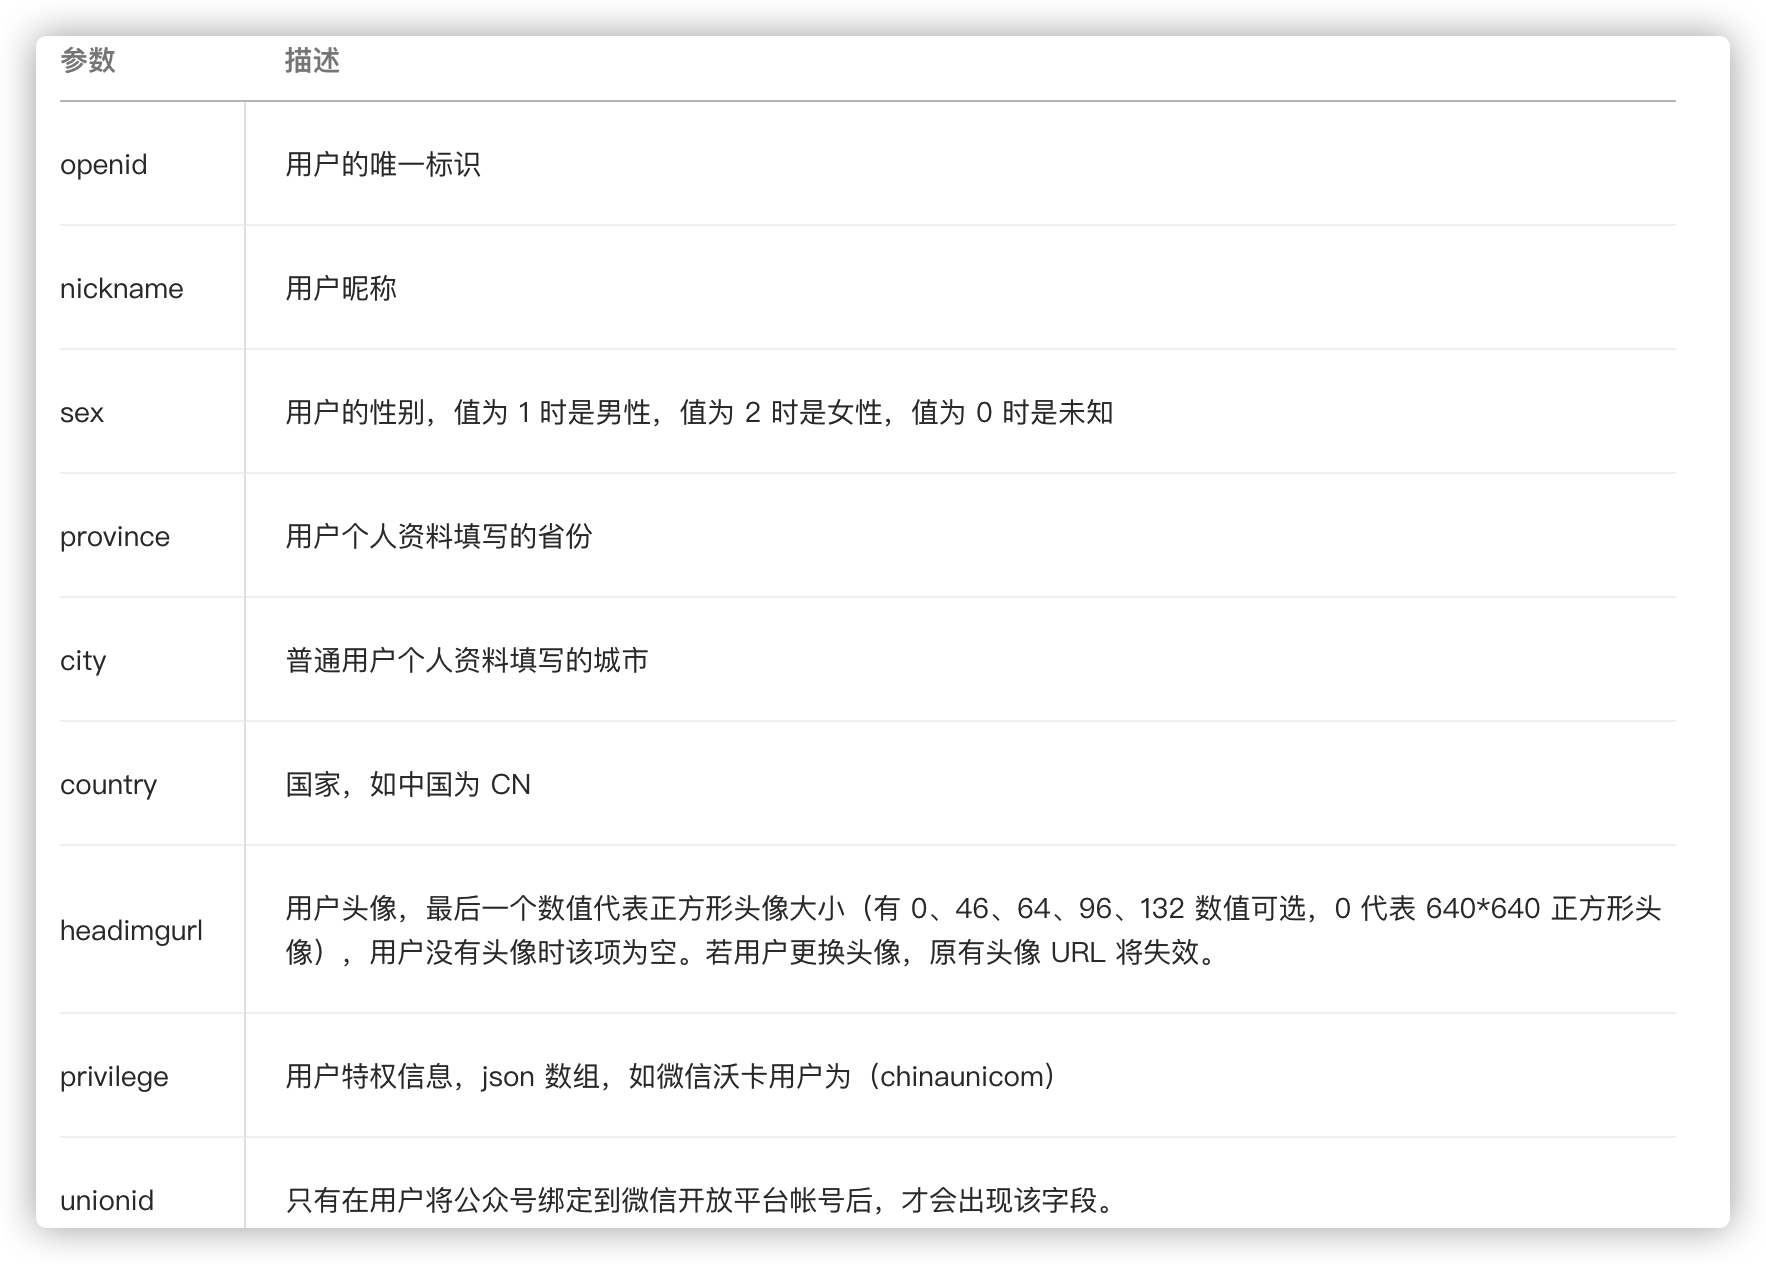 参数 描述
openid 用户的唯一标识
nickname 用户昵称
sex 用户的性别，值为 1 时是男性，值为 2 时是女性，值为 0 时是未知
province 用户个人资料填写的省份
city 普通用户个人资料填写的城市
country 国家，如中国为 CN
headimgurl 用户头像，最后一个数值代表正方形头像大小（有 0、46、64、96、132 数值可选，0 代表 640*640 正方形头
像），用户没有头像时该项为空。若用户更换头像，原有头像 URL 将失效。
privilege 用户特权信息，json 数组，如微信沃卡用户为（chinaunicom）
unionid 只有在用户将公众号绑定到微信开放平台帐号后，才会出现该字段。